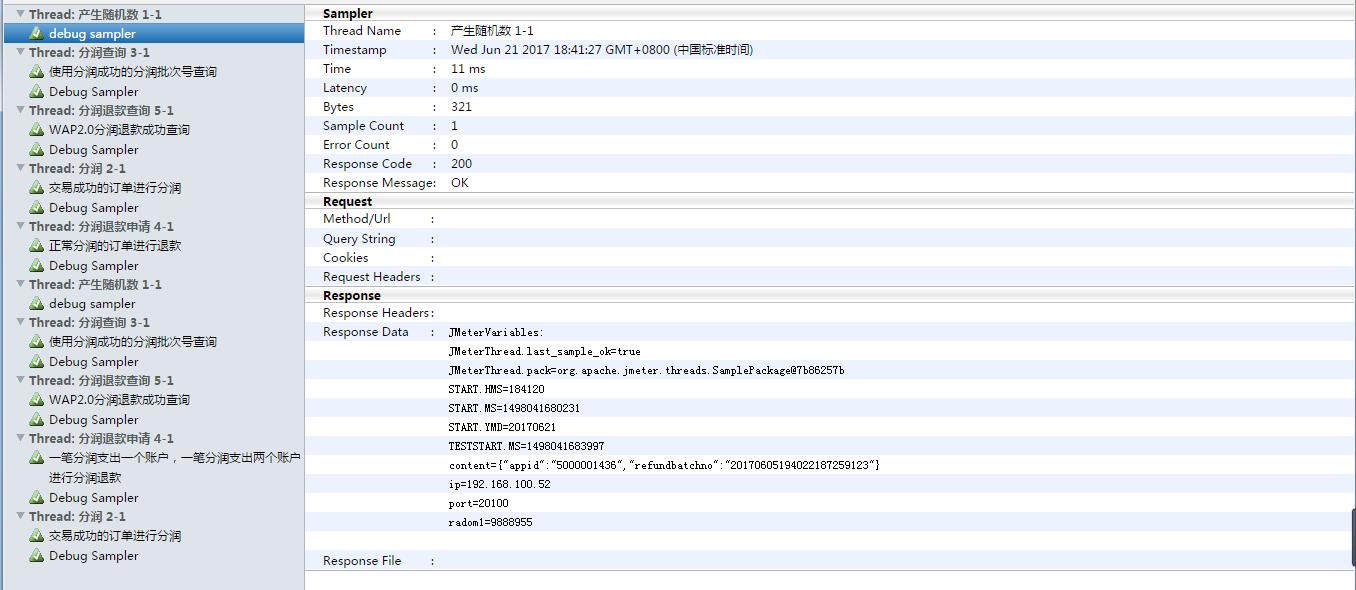 Thread: 产生随机数 1-1
debug sampler
Thread: 分润查询 3-1
使用分润成功的分润批次号查询
Debug Sampler
Thread: 分润退款查询 5-1
WAP2.0分润退款成功查询
Debug Sampler
Thread: 分润 2-1
交易成功的订单进行分润
Debug Sampler
Thread: 分润退款申请 4-1
正常分润的订单进行退款
Debug Sampler
Thread: 产生随机数 1-1
debug sampler
Thread: 分润查询 3-1
使用分润成功的分润批次号查询
Debug Sampler
Thread: 分润退款查询 5-1
WAP2.0分润退款成功查询
Debug Sampler
Thread: 分润退款申请 4-1
一笔分润支出一个账户，一笔分润支出两个账户
进行分润退款
Debug Sampler
Thread: 分润 2-1
交易成功的订单进行分润
Debug Sampler
Sampler
Thread Name : 产生随机数 1-1
Timestamp : Wed Jun 21 2017 18:41:27 GMT+0800 (中国标准时间)
Time : 11 ms
Latency : 0 ms
Bytes : 321
Sample Count : 1
Error Count : 0
Response Code : 200
Response Message: OK
Request
Method/Url :
Query String :
Cookies :
Request Headers :
Response
Response Headers:
Response Data : JMeterVariables:
JMeterThread.last_sample_ok=true
JMeterThread.pack=org.apache.jmeter.threads.SamplePackage@7b86257b
START.HMS=184120
START.MS=1498041680231
START.YMD=20170621
TESTSTART.MS=1498041683997
content={"appid":"5000001436","refundbatchno":"20170605194022187259123"}
ip=192.168.100.52
port=20100
radom1=9888955
Response File :